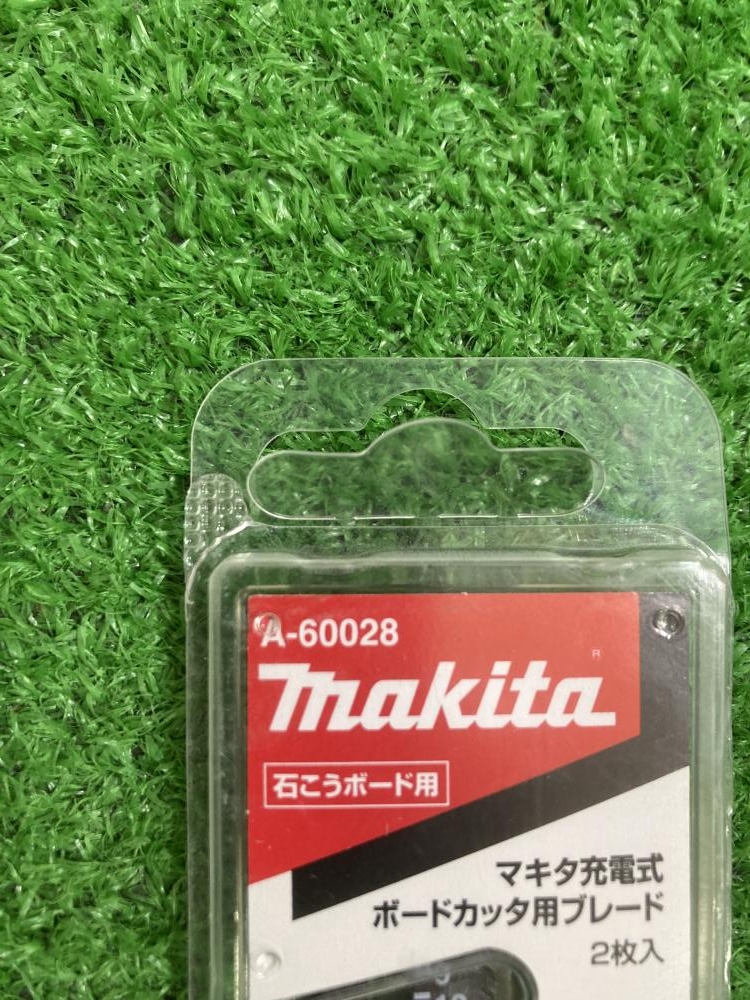 A-60028
makita®
石こうボード用
マキタ充電式
ボードカッタ用ブレード
2枚入